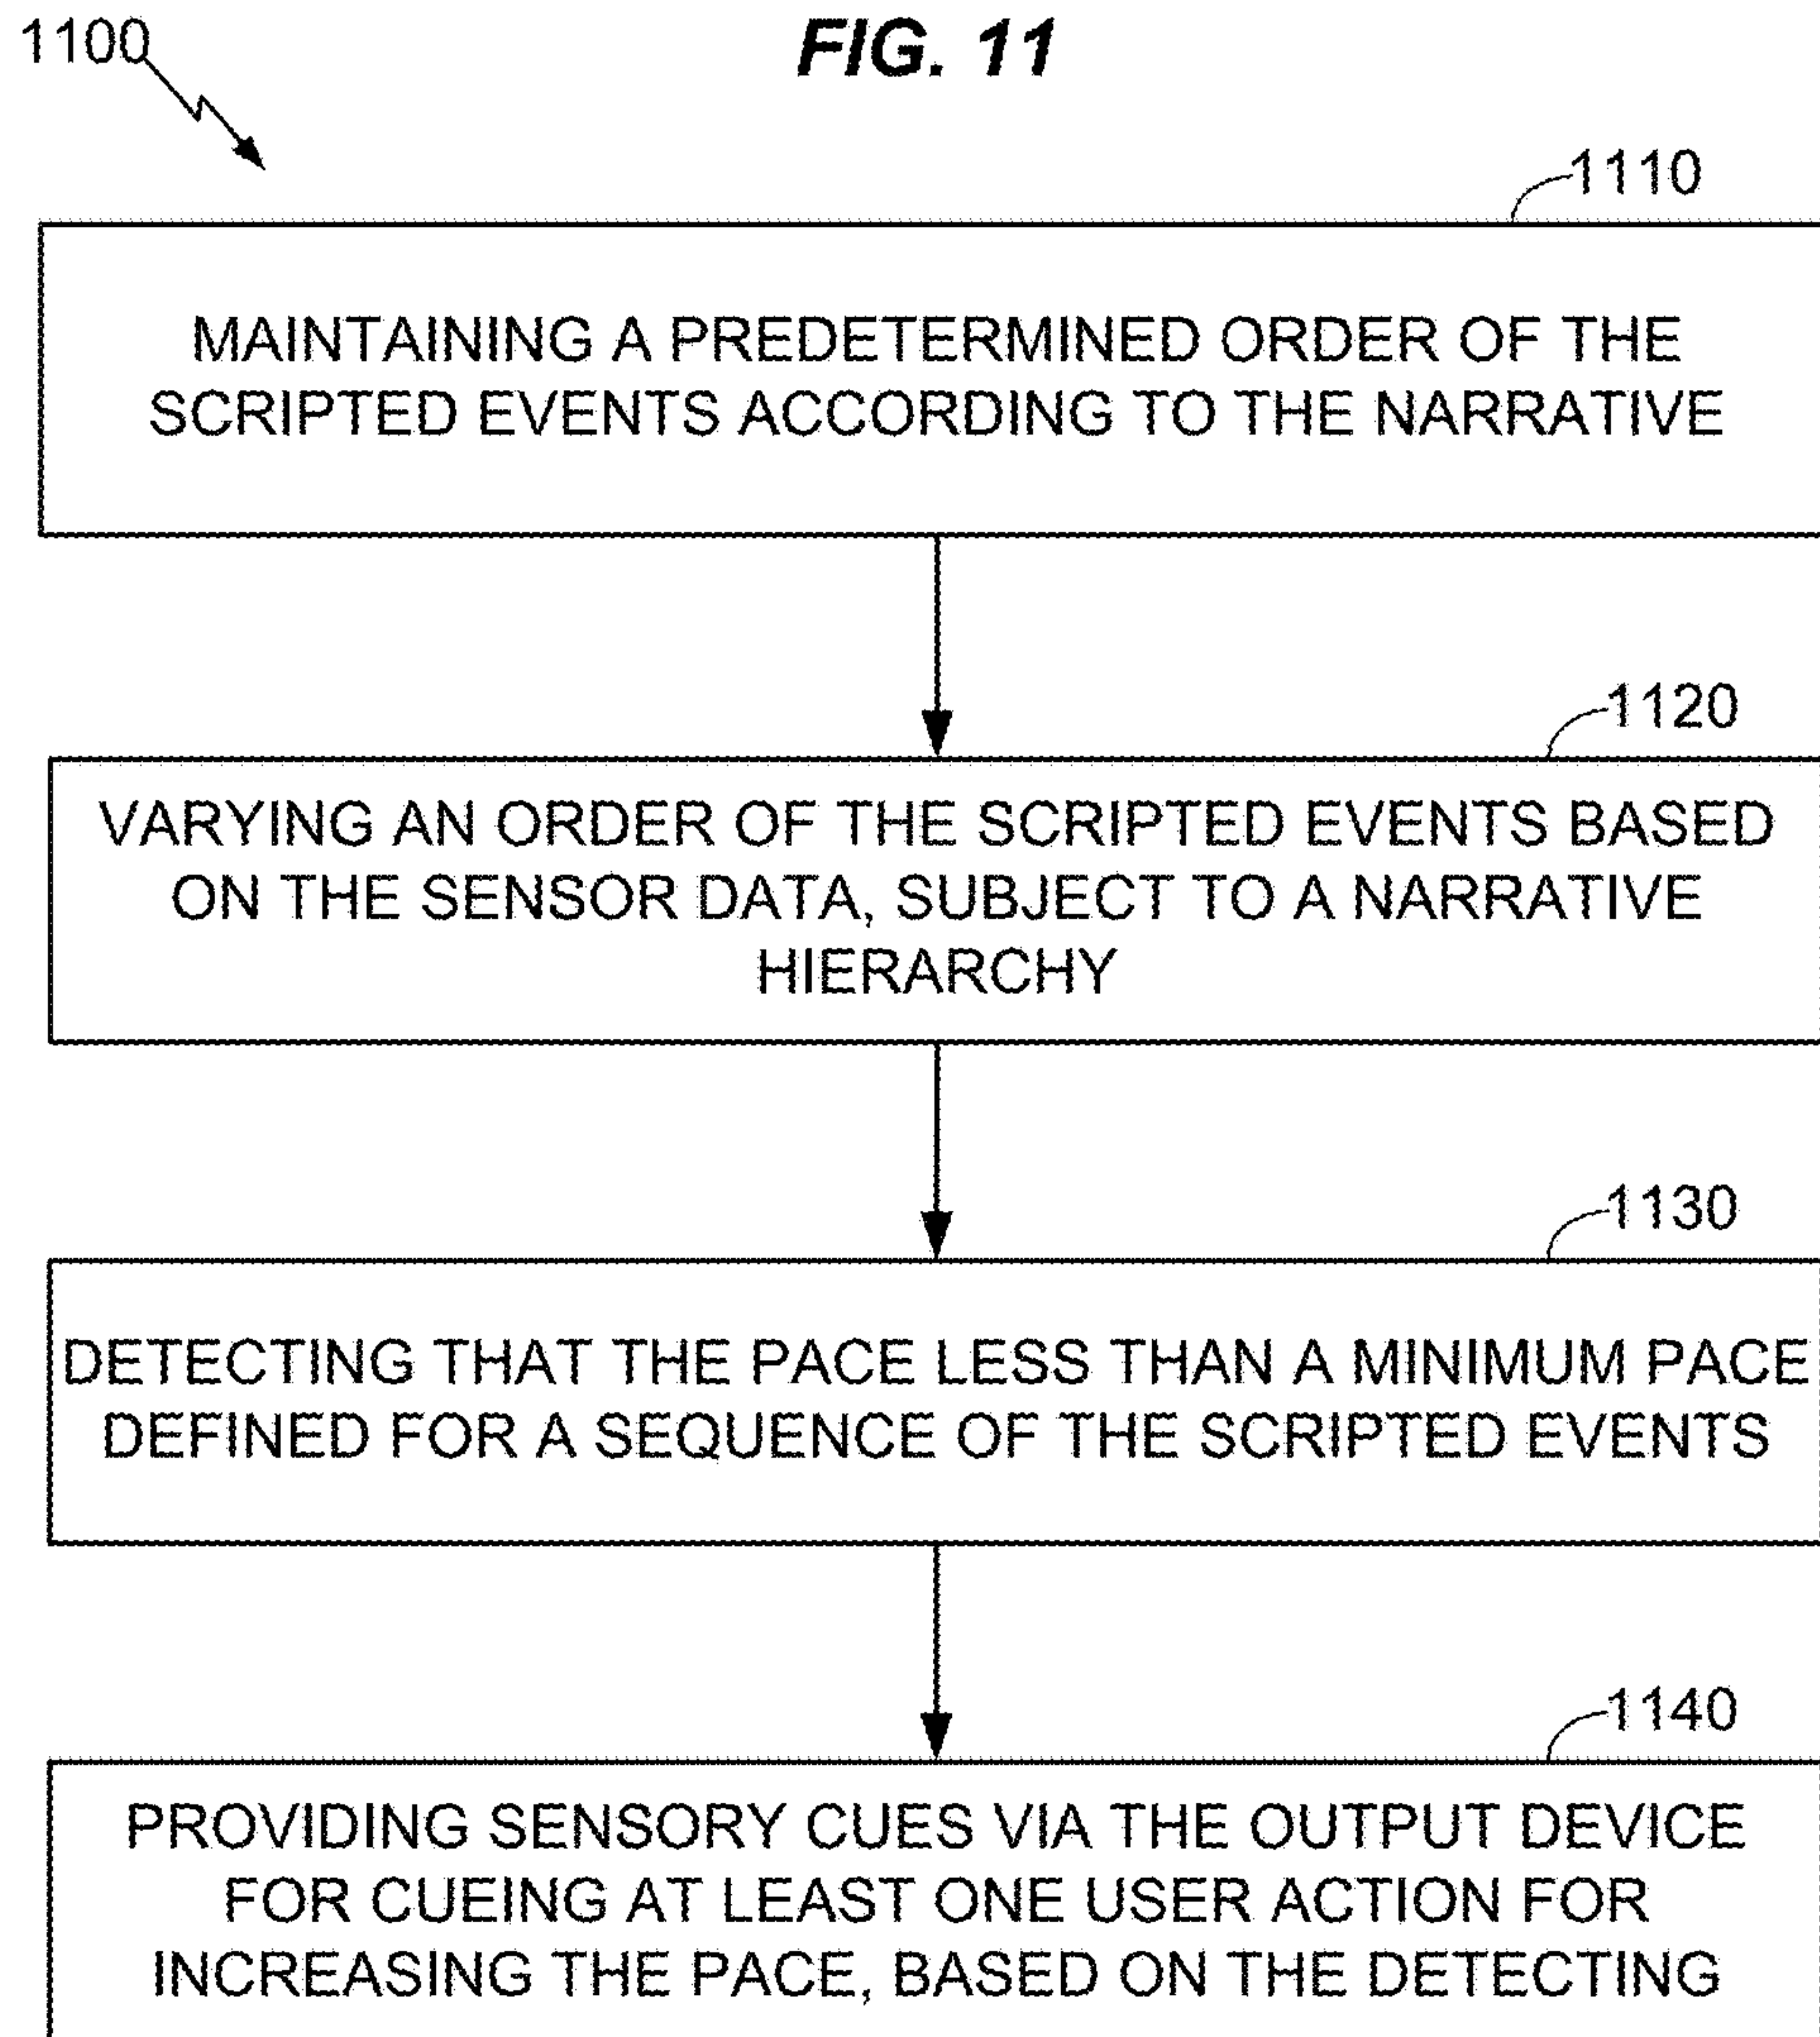 1100
FIG. 11
1110
MAINTAINING A PREDETERMINED ORDER OF THE
SCRIPTED EVENTS ACCORDING TO THE NARRATIVE
1120
VARYING AN ORDER OF THE SCRIPTED EVENTS BASED
ON THE SENSOR DATA, SUBJECT TO A NARRATIVE
HIERARCHY
1130
DETECTING THAT THE PACE LESS THAN A MINIMUM PACE
DEFINED FOR A SEQUENCE OF THE SCRIPTED EVENTS
1140
PROVIDING SENSORY CUES VIA THE OUTPUT DEVICE
FOR CUEING AT LEAST ONE USER ACTION FOR
INCREASING THE PACE, BASED ON THE DETECTING